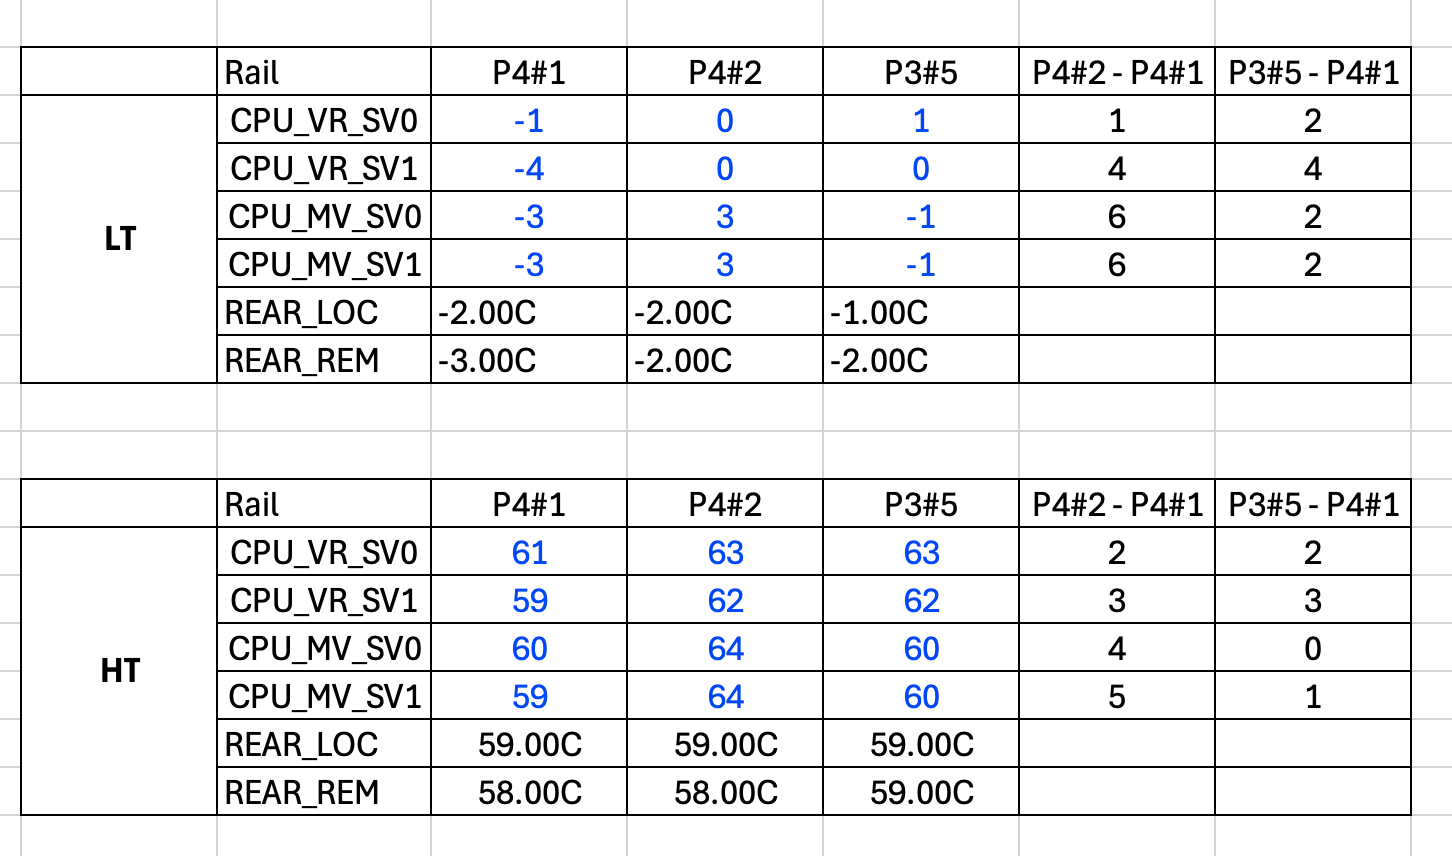 Rail P4#1 P4#2 P3#5 P4#2 - P4#1 P3#5 - P4#1
LT
CPU_VR_SV0 -1 0 1 1 2
CPU_VR_SV1 -4 0 0 4 4
CPU_MV_SV0 -3 3 -1 6 2
CPU_MV_SV1 -3 3 -1 6 2
REAR_LOC -2.00C -2.00C -1.00C
REAR_REM -3.00C -2.00C -2.00C
Rail P4#1 P4#2 P3#5 P4#2 - P4#1 P3#5 - P4#1
HT
CPU_VR_SV0 61 63 63 2 2
CPU_VR_SV1 59 62 62 3 3
CPU_MV_SV0 60 64 60 4 0
CPU_MV_SV1 59 64 60 5 1
REAR_LOC 59.00C 59.00C 59.00C
REAR_REM 58.00C 58.00C 59.00C